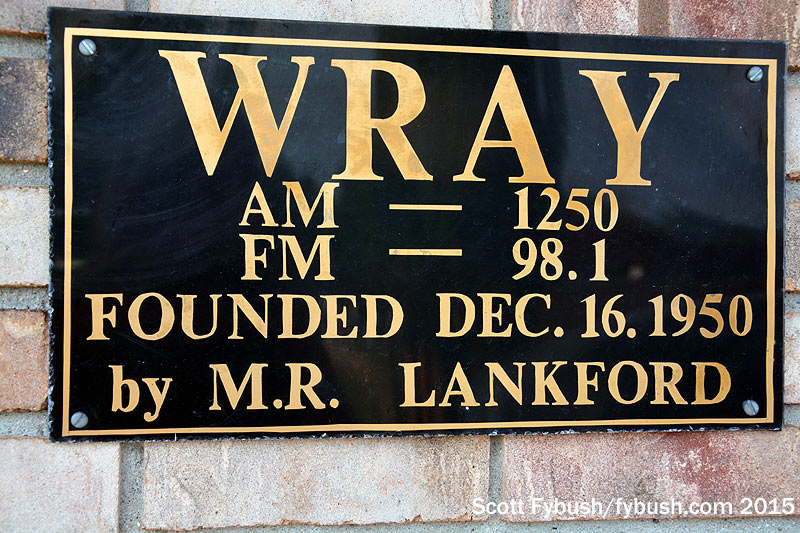 WRAY
AM — 1250
FM — 98.1
FOUNDED DEC. 16. 1950
by M.R. LANKFORD
Scott Fybush/fybush.com 2015